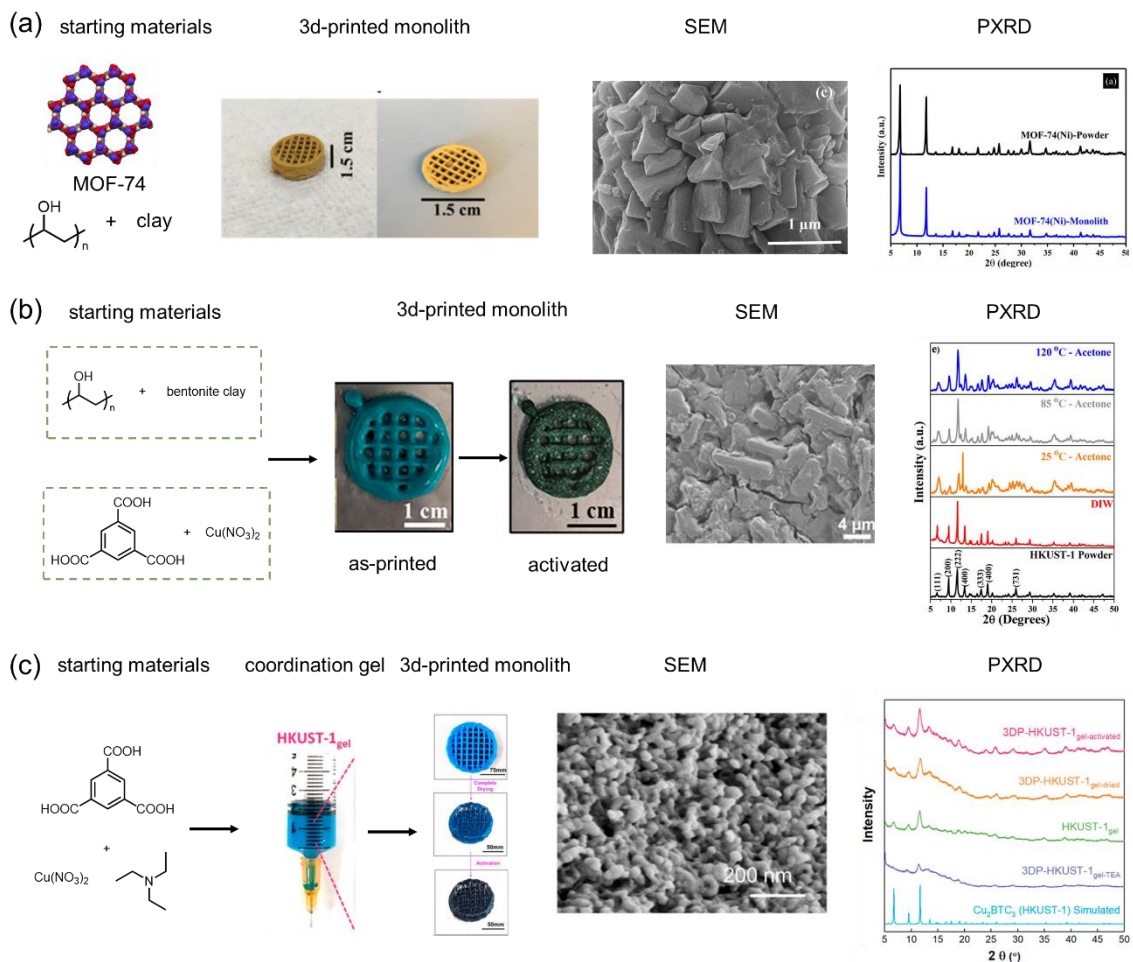 (a)
starting materials
3d-printed monolith
SEM
PXRD
MOF-74
OH
n
+ clay
1.5 cm
1.5 cm
(c)
1 µm
(a)
MOF-74(Ni)-Powder
MOF-74(Ni)-Monolith
Intensity (a.u.)
5 10 15 20 25 30 35 40 45 50
2θ (degree)
(b)
starting materials
3d-printed monolith
SEM
PXRD
OH
n
+ bentonite clay
COOH
HOOC
COOH
+ Cu(NO3)2
1 cm
as-printed
1 cm
activated
4 µm
e)
120 °C - Acetone
85 °C - Acetone
25 °C - Acetone
DIW
HKUST-1 Powder
(111) (200) (222) (400) (333) (400) (731)
Intensity (a.u.)
5 10 15 20 25 30 35 40 45 50
2θ (Degrees)
(c)
starting materials
coordination gel
3d-printed monolith
SEM
PXRD
COOH
HOOC
COOH
+
Cu(NO3)2
N
HKUST-1gel
75mm
Complete
Drying
50mm
Activation
50mm
200 nm
3DP-HKUST-1gel-activated
3DP-HKUST-1gel-dried
HKUST-1gel
3DP-HKUST-1gel-TEA
Cu3BTC2 (HKUST-1) Simulated
Intensity
5 10 15 20 25 30 35 40 45 50
2 θ (°)